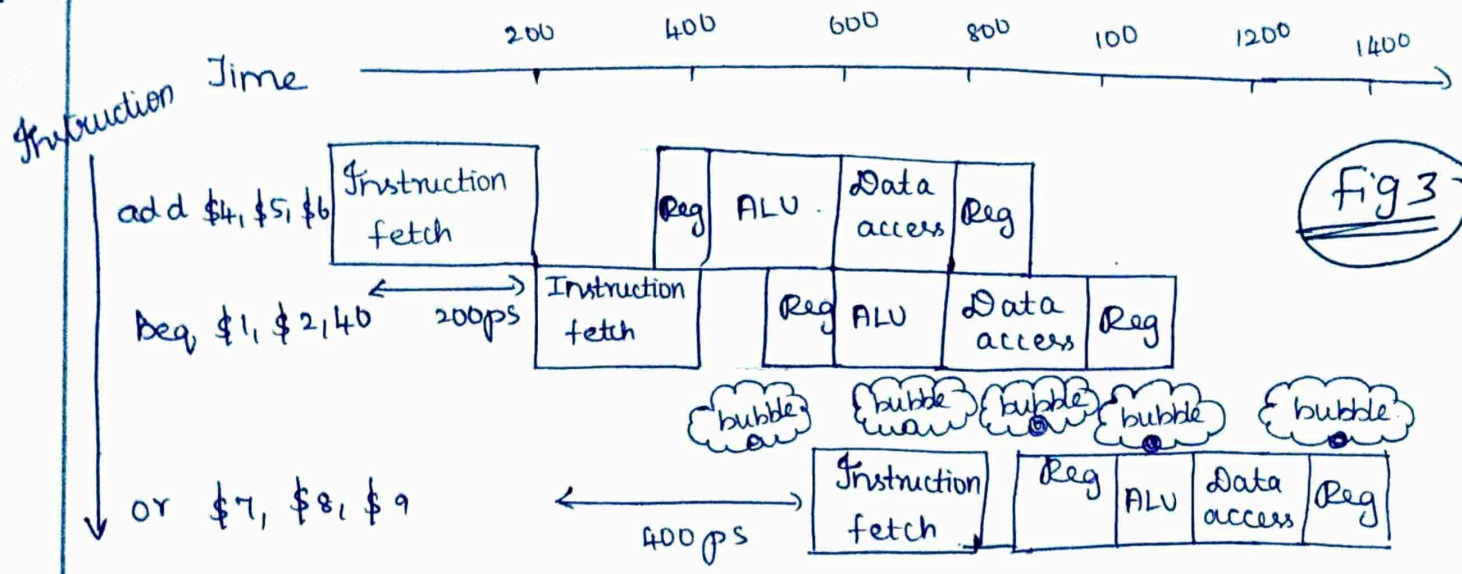 200 400 600 800 100 1200 1400
Time
Instruction
Fig 3
add $4, $5, $6 Instruction fetch Reg ALU Data access Reg
Beq $1, $2, 40 200ps Instruction fetch Reg ALU Data access Reg
bubble bubble bubble bubble bubble
or $7, $8, $9 400ps Instruction fetch Reg ALU Data access Reg